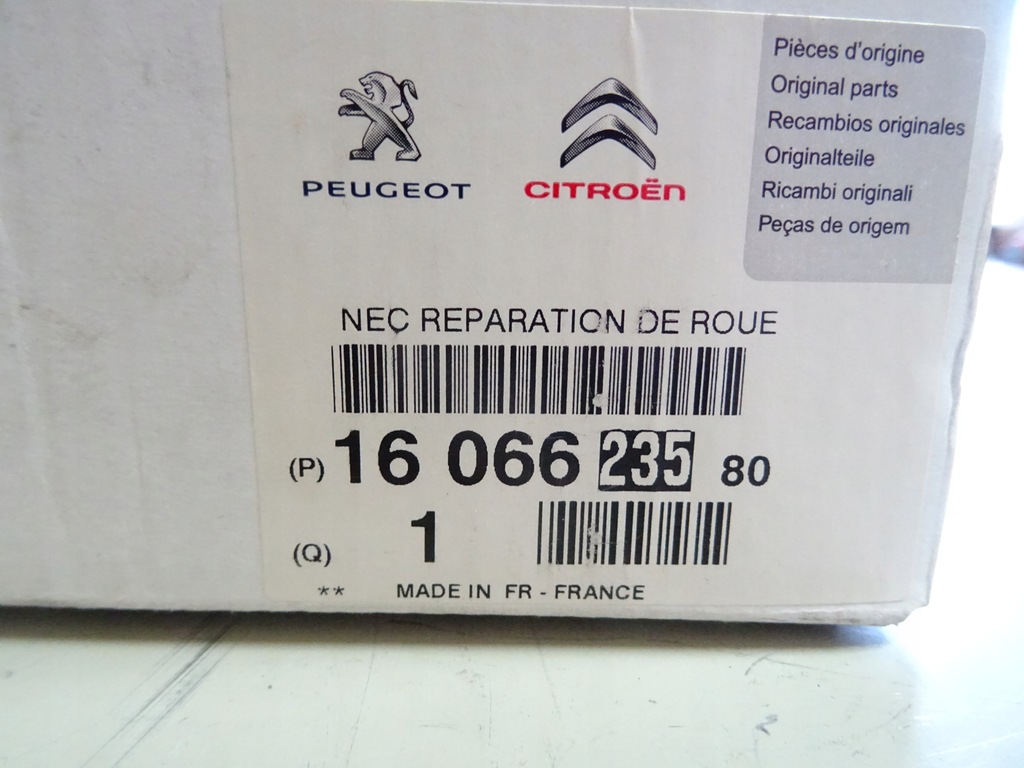 PEUGEOT
CITROËN
Pièces d'origine
Original parts
Recambios originales
Originalteile
Ricambi originali
Peças de origem
NEC REPARATION DE ROUE
(P) 16 066 235 80
(Q) 1
** MADE IN FR - FRANCE